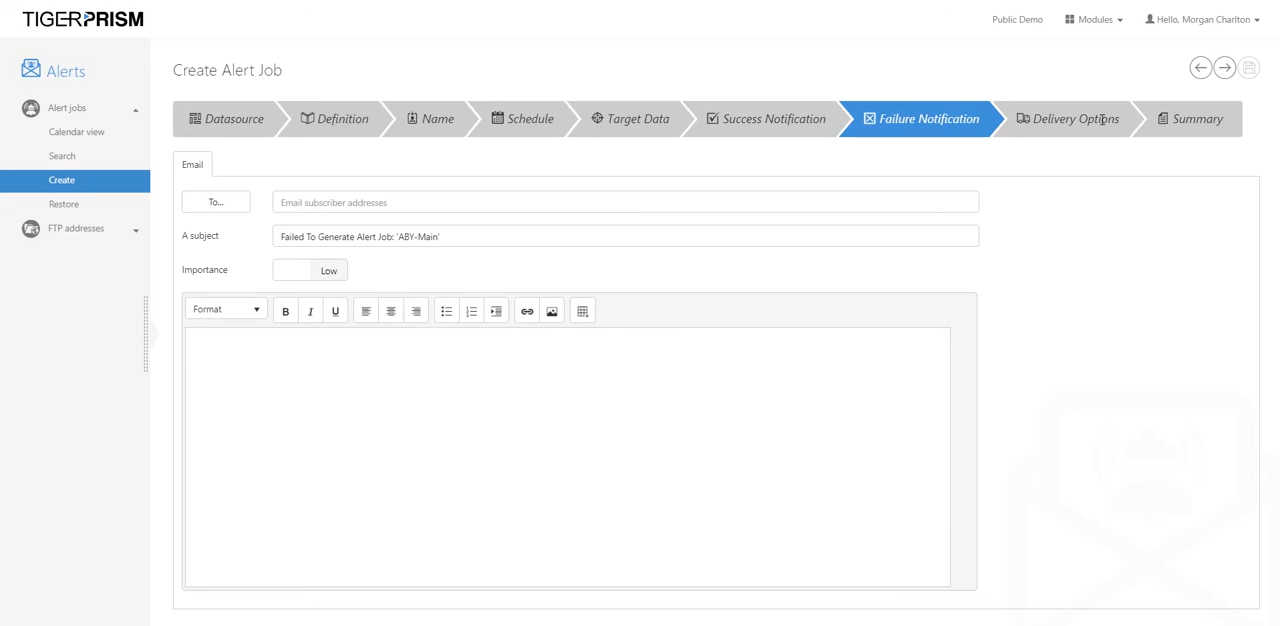 TIGER PRISM
Public Demo
Modules
Hello, Morgan Charlton
Alerts
Alert jobs
Calendar view
Search
Create
Restore
FTP addresses
Create Alert Job
Datasource
Definition
Name
Schedule
Target Data
Success Notification
Failure Notification
Delivery Options
Summary
Email
To...
Email subscriber addresses
A subject
Failed To Generate Alert Job: 'ABY-Main'
Importance
Low
Format
B I U